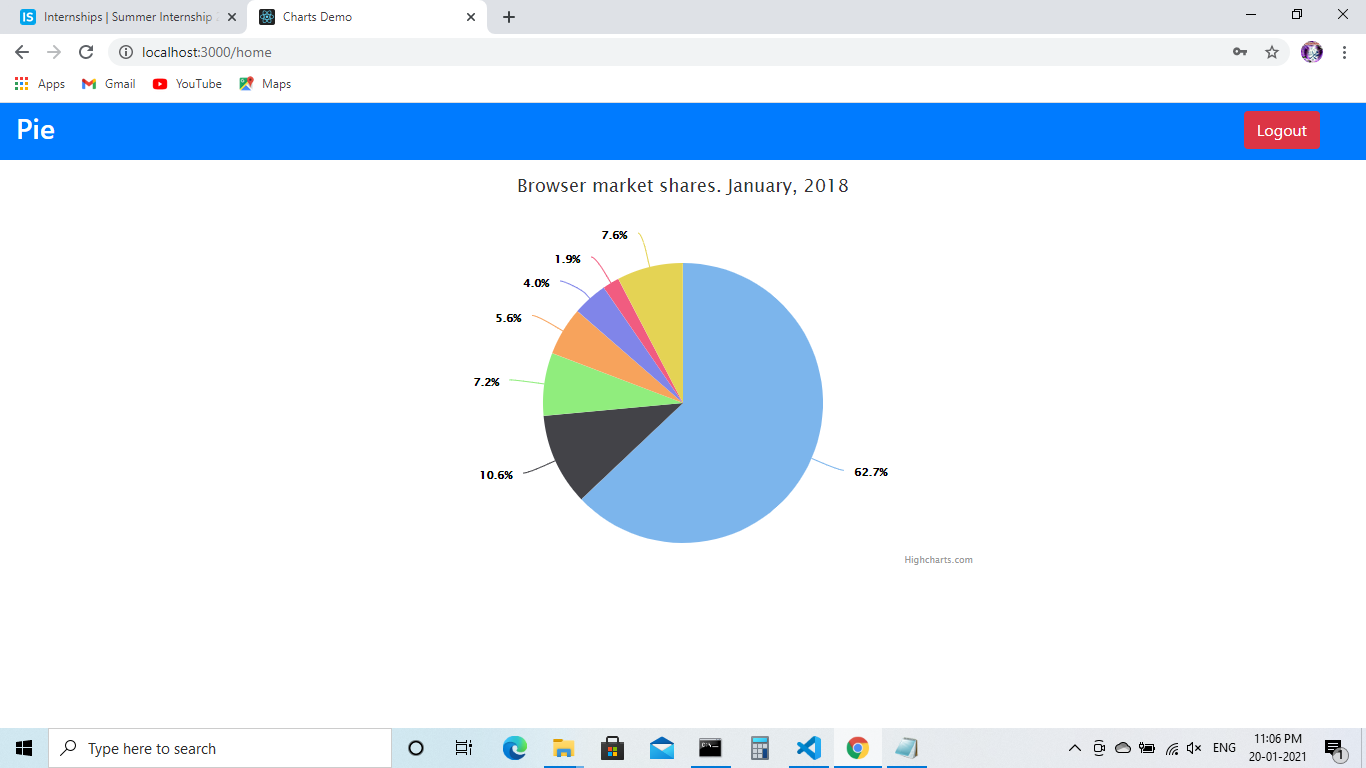 Internships | Summer Internship
Charts Demo
localhost:3000/home
Apps Gmail YouTube Maps
Pie
Logout
Browser market shares. January, 2018
7.6%
1.9%
4.0%
5.6%
7.2%
10.6%
62.7%
Highcharts.com
Type here to search
ENG
11:06 PM
20-01-2021
1